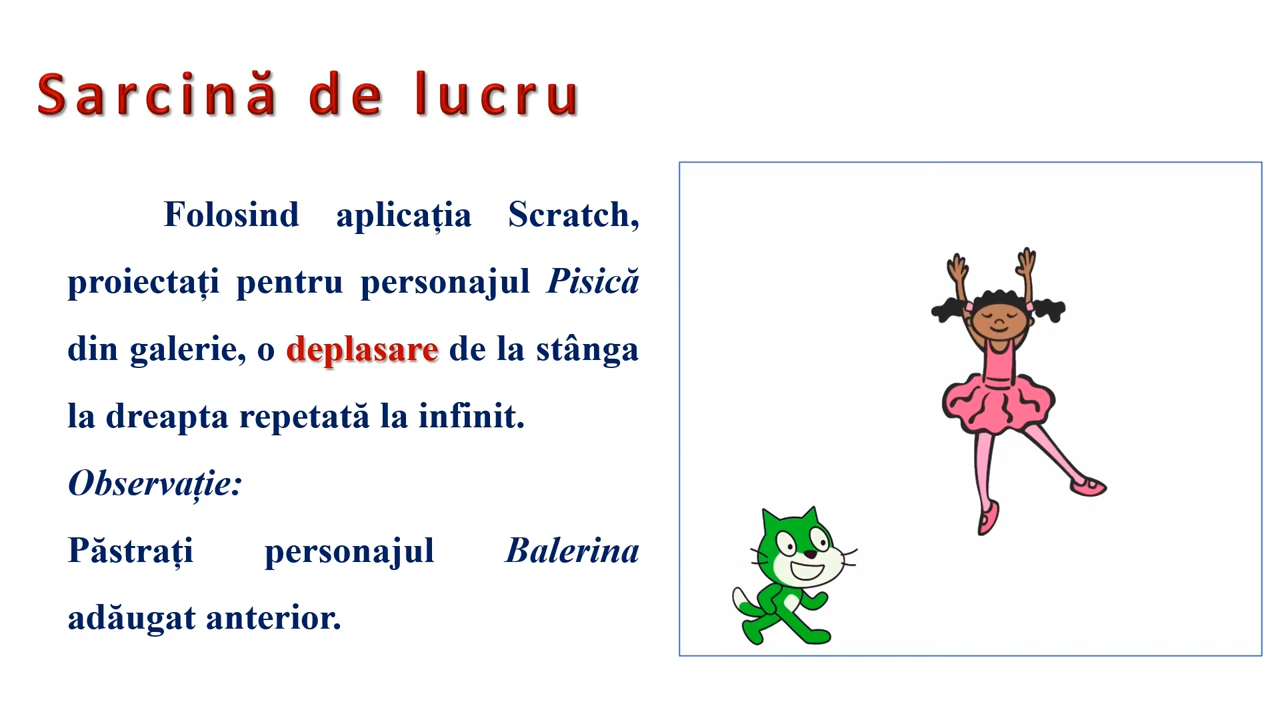 Sarcină de lucru
Folosind aplicația Scratch,
proiectați pentru personajul Pisică
din galerie, o deplasare de la stânga
la dreapta repetată la infinit.
Observație:
Păstrați personajul Balerina
adăugat anterior.